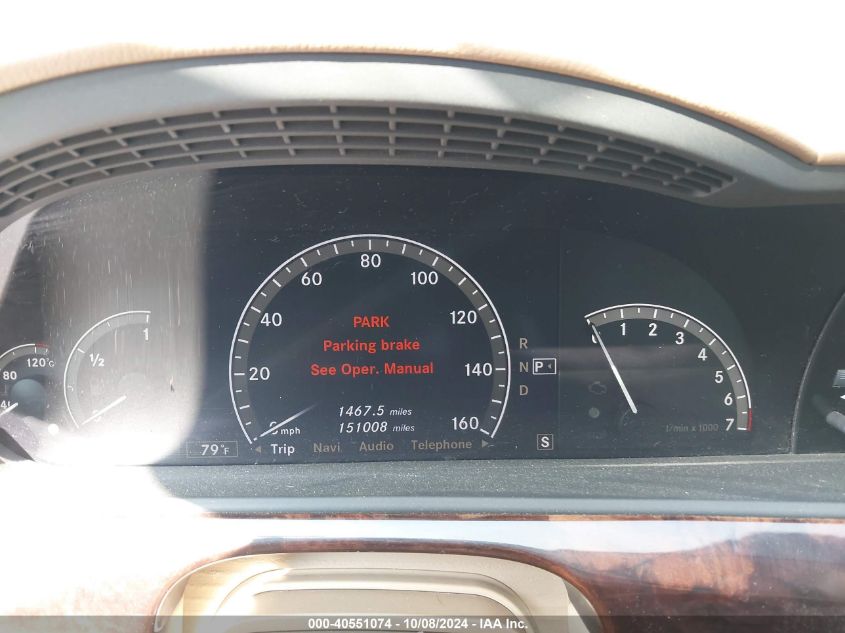 80
60
100
40
120
20
140
0 mph
160
PARK
Parking brake
See Oper. Manual
1467.5 miles
151008 miles
79°F
Trip Navi Audio Telephone
R
N P
D
S
1
½
0
120°C
80
0 1 2 3 4 5 6 7
l/min x 1000
000-40551074 - 10/08/2024 - IAA Inc.